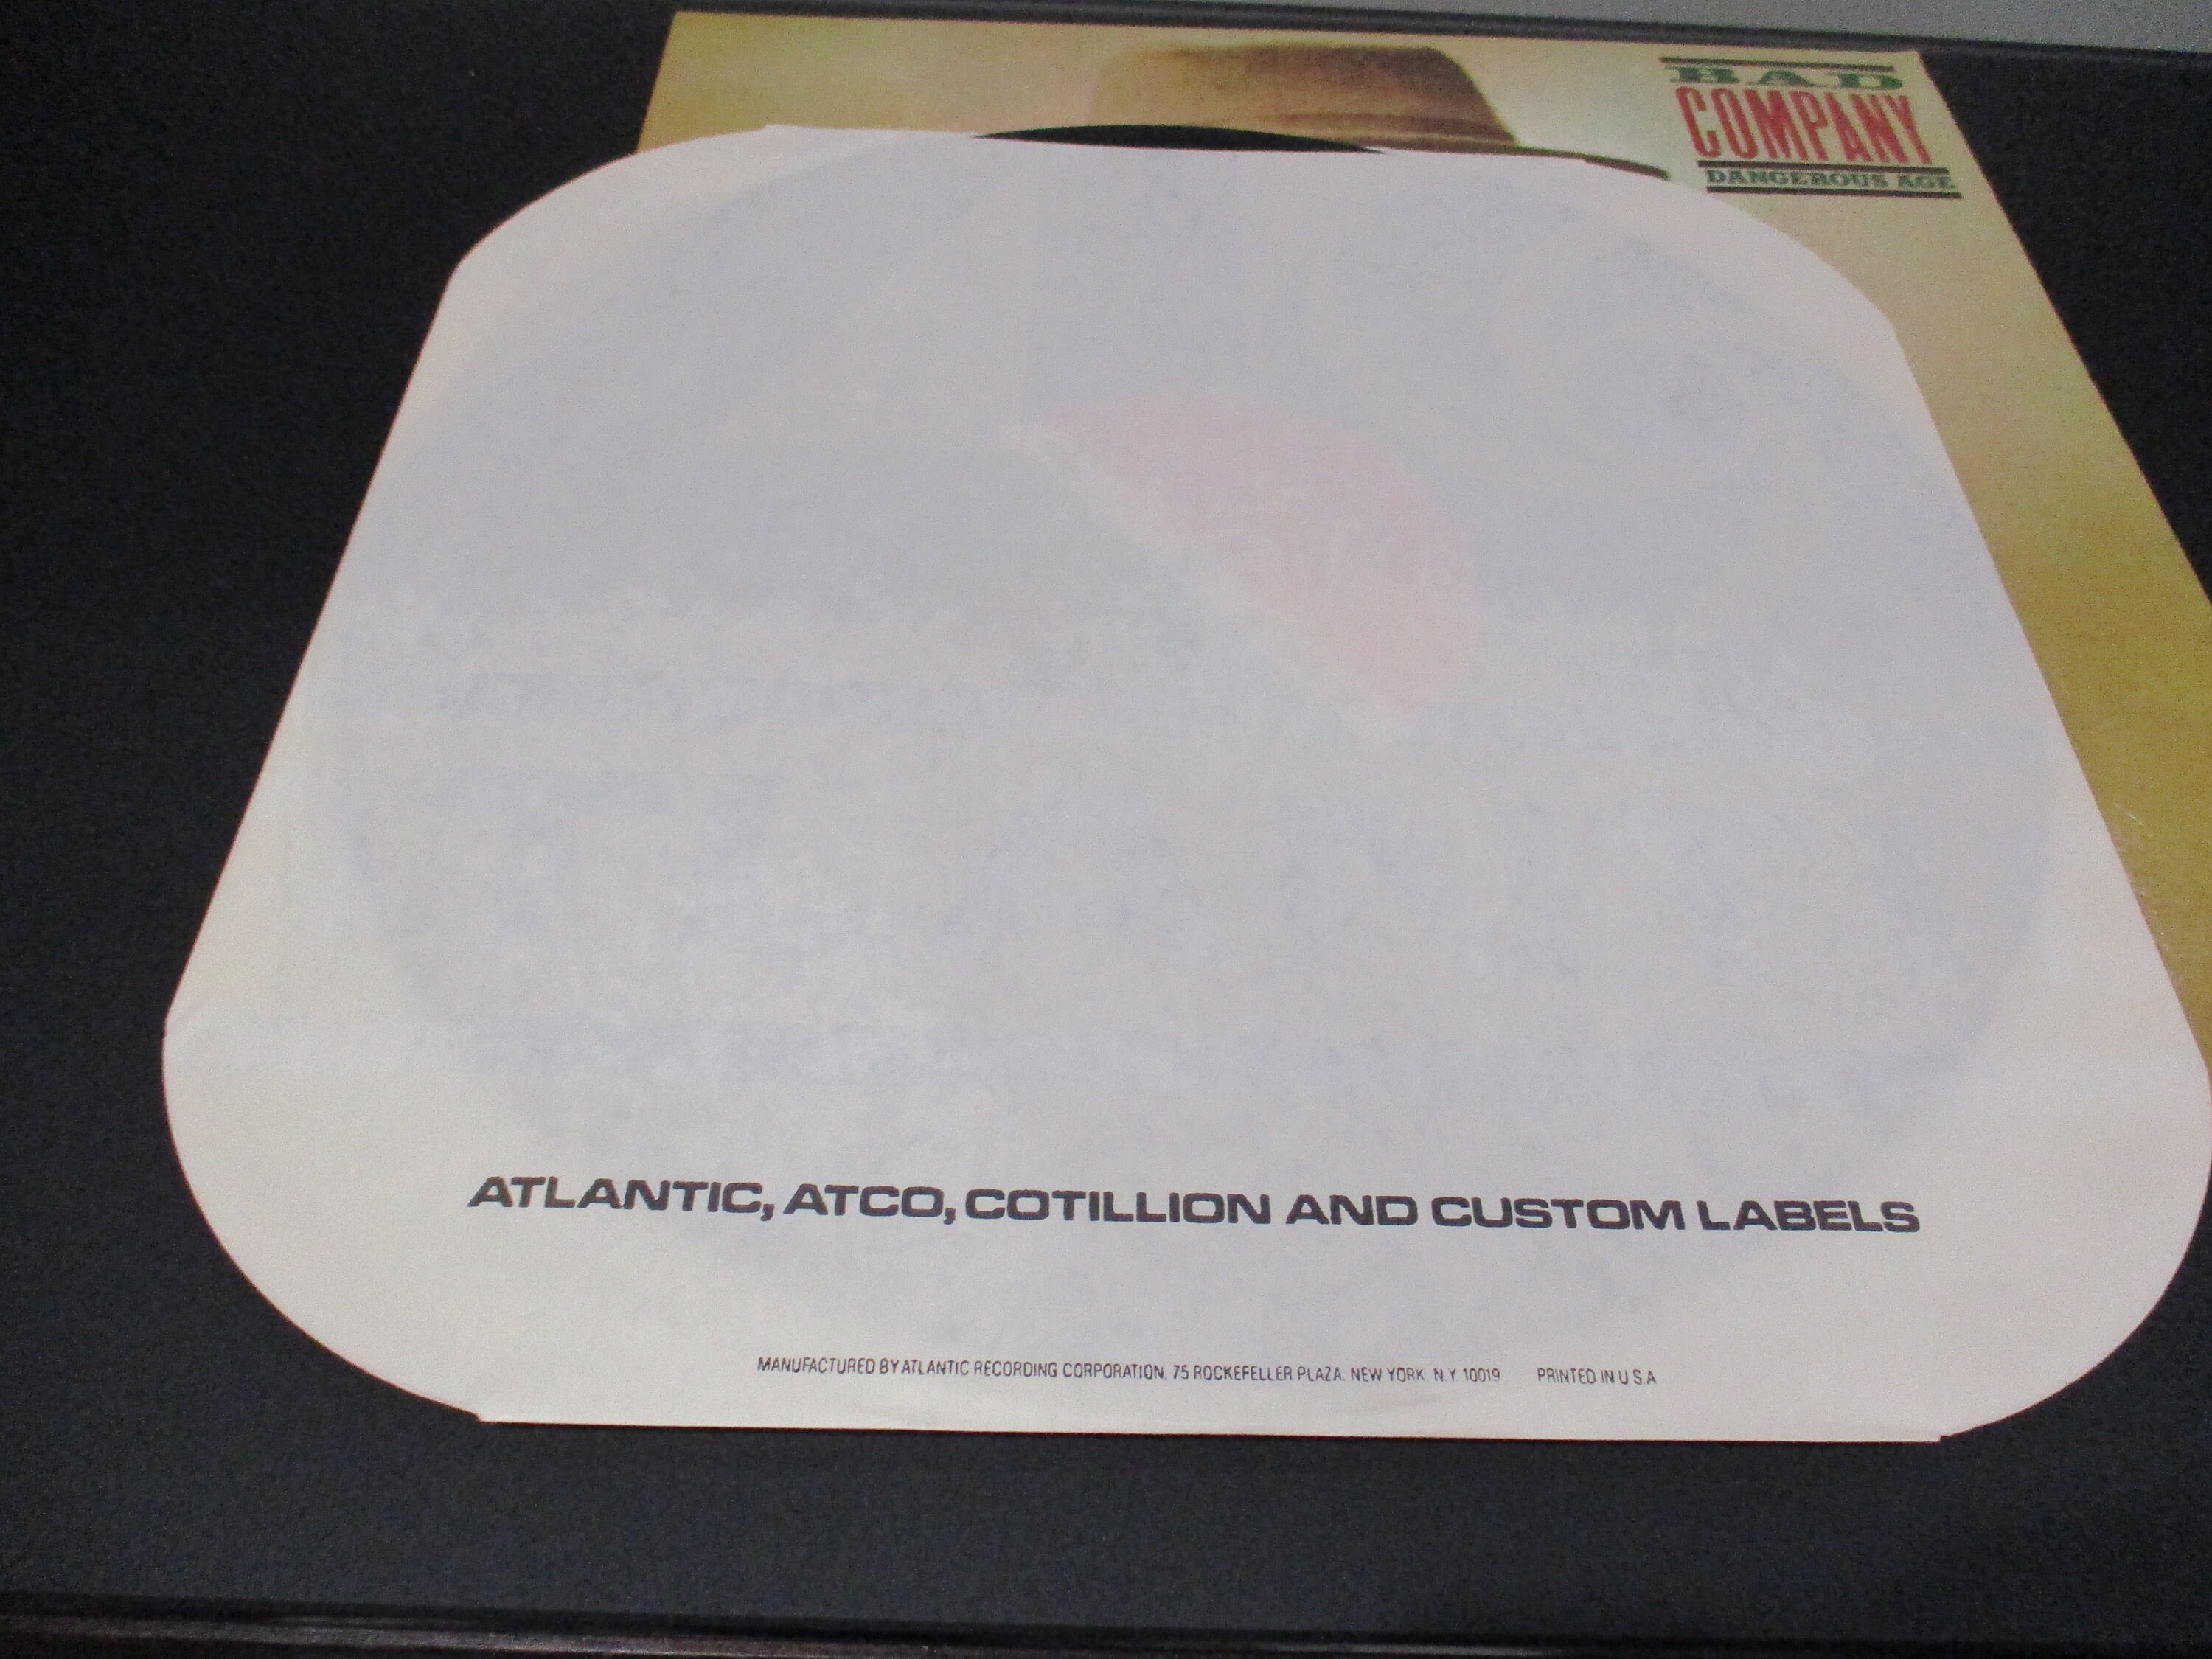 BAD
COMPANY
DANGEROUS AGE
ATLANTIC, ATCO, COTILLION AND CUSTOM LABELS
MANUFACTURED BY ATLANTIC RECORDING CORPORATION, 75 ROCKEFELLER PLAZA, NEW YORK, N.Y. 10019 PRINTED IN U.S.A